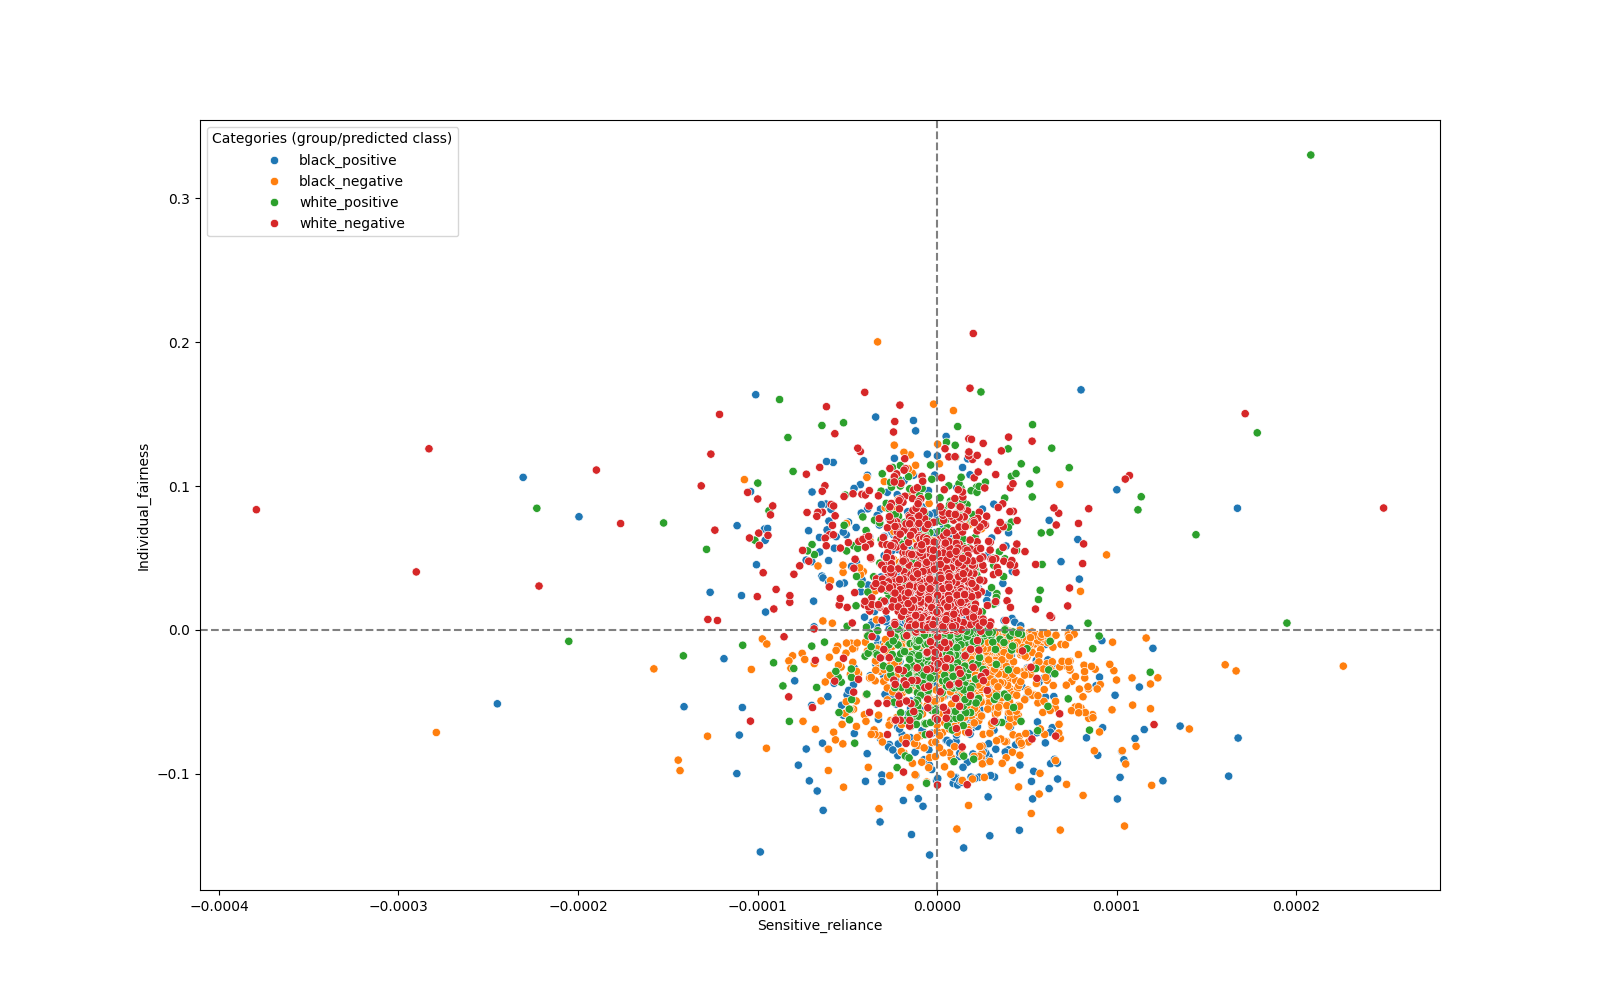 Categories (group/predicted class)
black_positive
black_negative
white_positive
white_negative
Individual_fairness
0.3
0.2
0.1
0.0
−0.1
−0.0004
−0.0003
−0.0002
−0.0001
0.0000
0.0001
0.0002
Sensitive_reliance